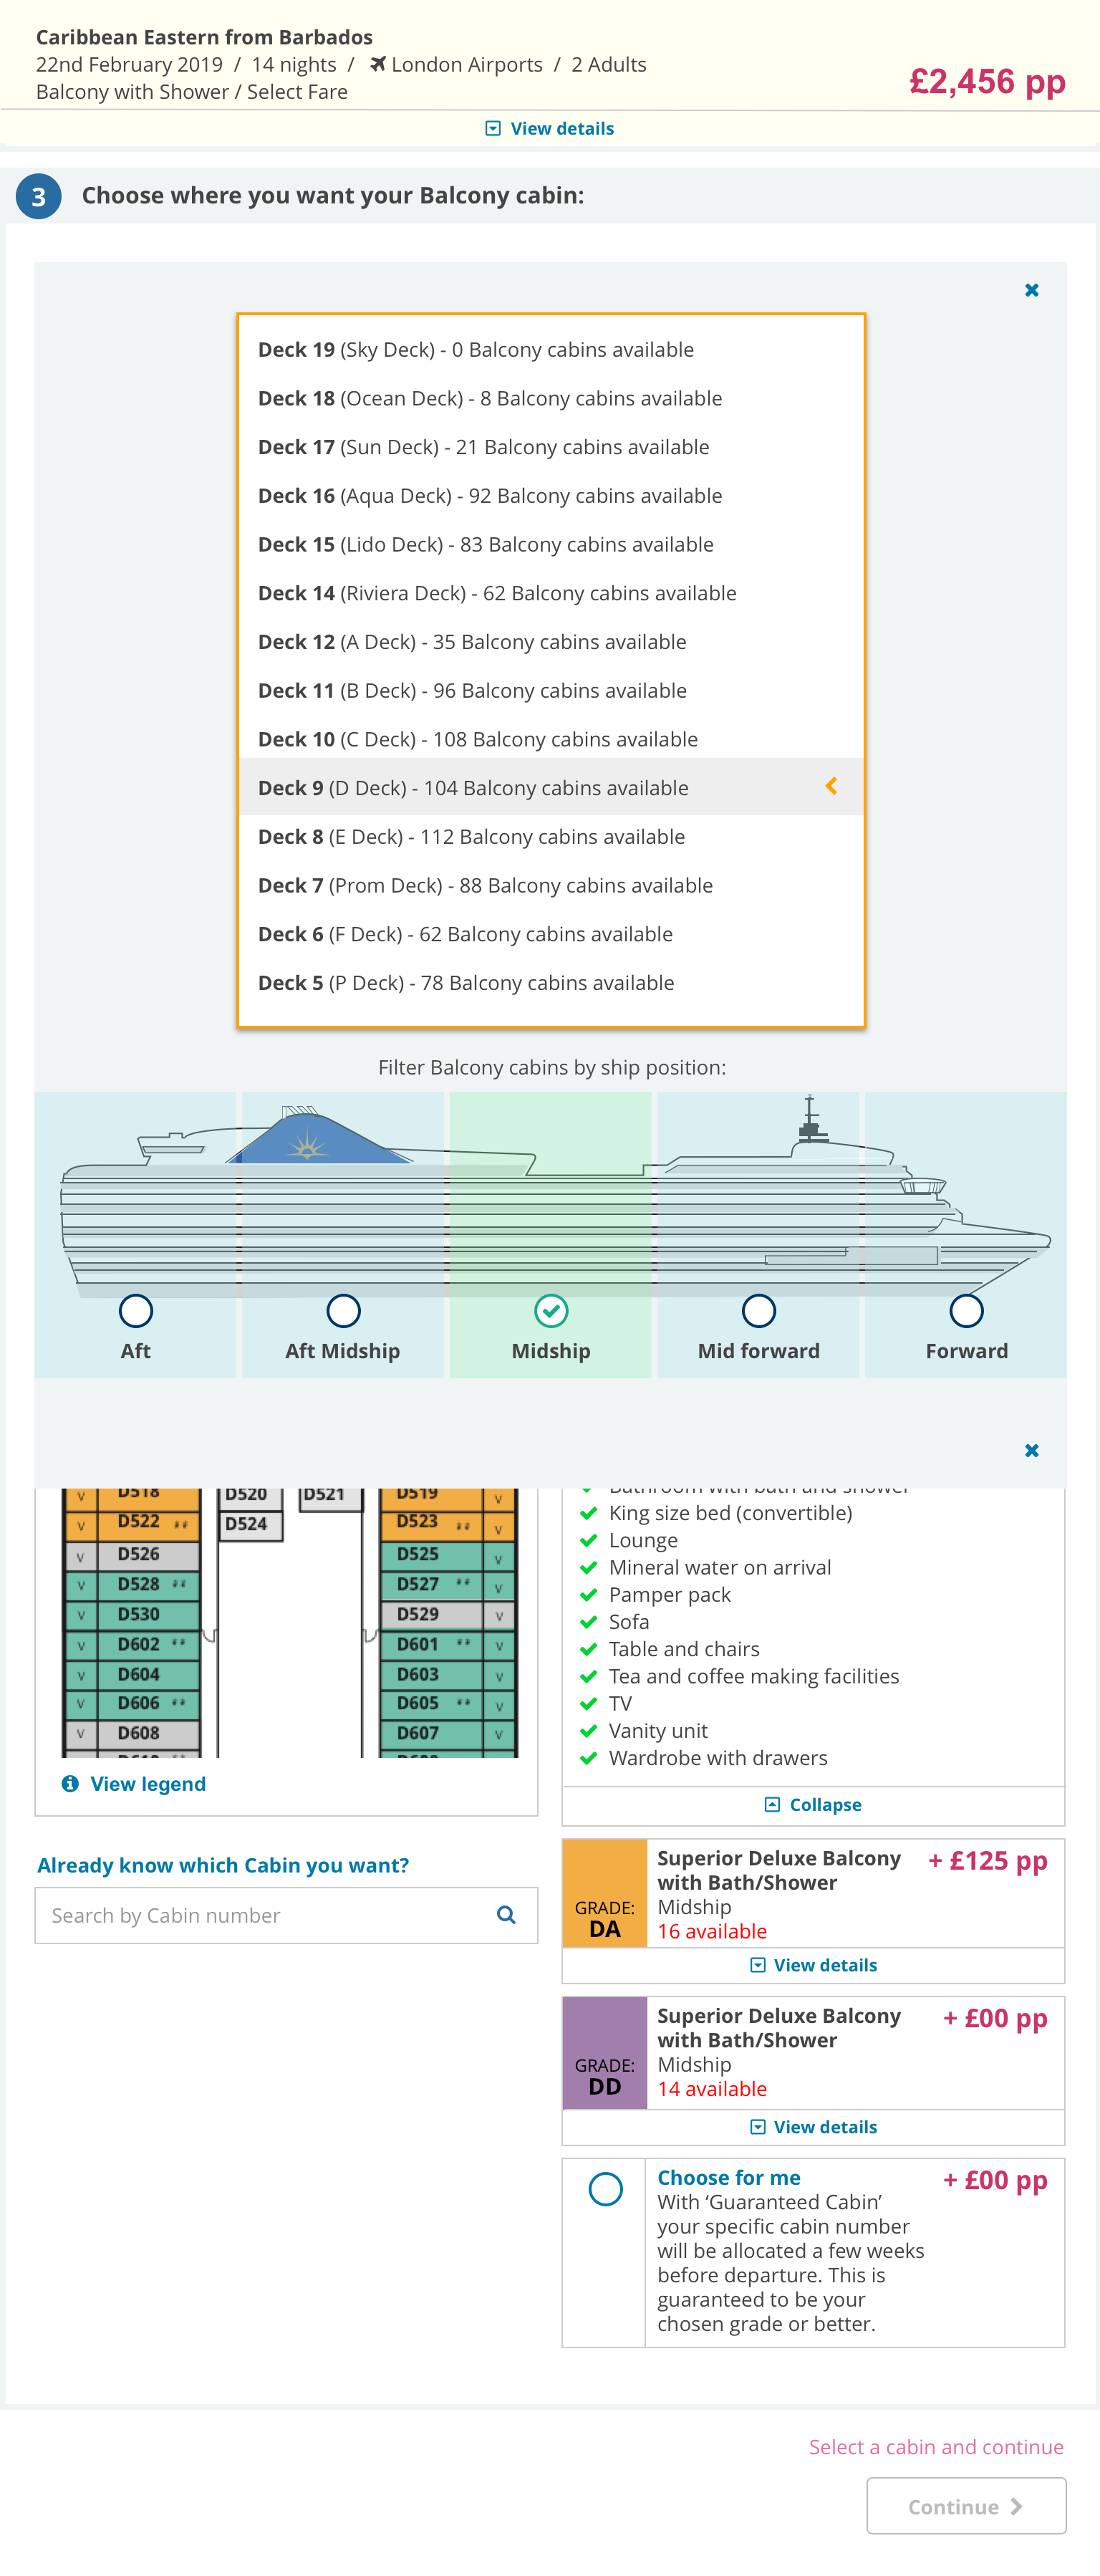 Caribbean Eastern from Barbados
22nd February 2019 / 14 nights / London Airports / 2 Adults
Balcony with Shower / Select Fare
£2,456 pp
View details
3 Choose where you want your Balcony cabin:
Deck 19 (Sky Deck) - 0 Balcony cabins available
Deck 18 (Ocean Deck) - 8 Balcony cabins available
Deck 17 (Sun Deck) - 21 Balcony cabins available
Deck 16 (Aqua Deck) - 92 Balcony cabins available
Deck 15 (Lido Deck) - 83 Balcony cabins available
Deck 14 (Riviera Deck) - 62 Balcony cabins available
Deck 12 (A Deck) - 35 Balcony cabins available
Deck 11 (B Deck) - 96 Balcony cabins available
Deck 10 (C Deck) - 108 Balcony cabins available
Deck 9 (D Deck) - 104 Balcony cabins available
Deck 8 (E Deck) - 112 Balcony cabins available
Deck 7 (Prom Deck) - 88 Balcony cabins available
Deck 6 (F Deck) - 62 Balcony cabins available
Deck 5 (P Deck) - 78 Balcony cabins available
Filter Balcony cabins by ship position:
Aft Aft Midship Midship Mid forward Forward
V D518 D520 D521 D519 V
V D522 D524 D523 V
V D526 D525 V
V D528 D527 V
V D530 D529 V
V D602 D601 V
V D604 D603 V
V D606 D605 V
V D608 D607 V
View legend
Already know which Cabin you want?
Search by Cabin number
Bathroom with bath and shower
King size bed (convertible)
Lounge
Mineral water on arrival
Pamper pack
Sofa
Table and chairs
Tea and coffee making facilities
TV
Vanity unit
Wardrobe with drawers
Collapse
GRADE:
DA
Superior Deluxe Balcony
with Bath/Shower
Midship
16 available
+ £125 pp
View details
GRADE:
DD
Superior Deluxe Balcony
with Bath/Shower
Midship
14 available
+ £00 pp
View details
Choose for me
With ‘Guaranteed Cabin’
your specific cabin number
will be allocated a few weeks
before departure. This is
guaranteed to be your
chosen grade or better.
+ £00 pp
Select a cabin and continue
Continue